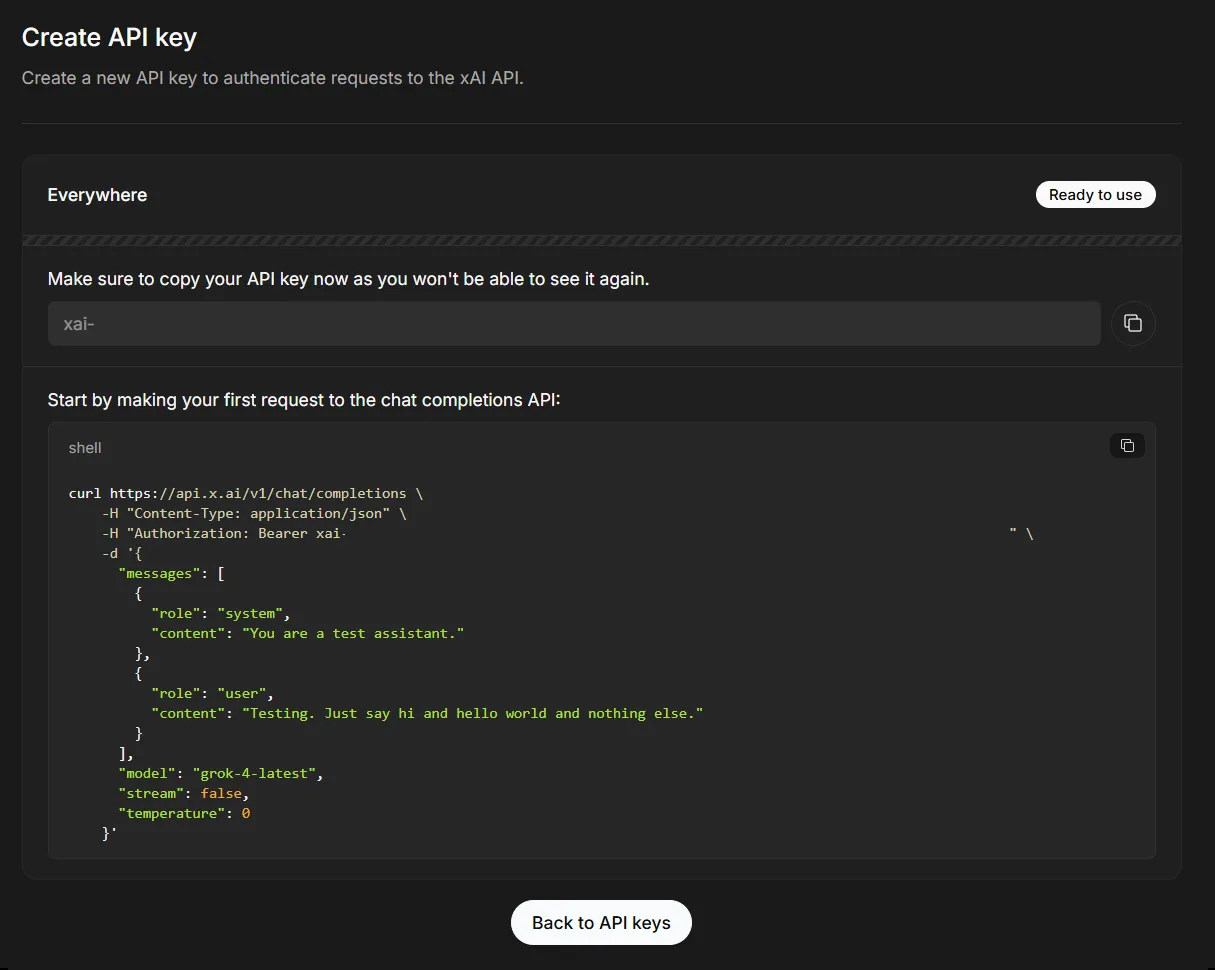 Create API key
Create a new API key to authenticate requests to the xAI API.
Everywhere
Ready to use
Make sure to copy your API key now as you won't be able to see it again.
xai-
Start by making your first request to the chat completions API:
shell
curl https://api.x.ai/v1/chat/completions \
    -H "Content-Type: application/json" \
    -H "Authorization: Bearer xai- " \
    -d '{
      "messages": [
        {
          "role": "system",
          "content": "You are a test assistant."
        },
        {
          "role": "user",
          "content": "Testing. Just say hi and hello world and nothing else."
        }
      ],
      "model": "grok-4-latest",
      "stream": false,
      "temperature": 0
    }'
Back to API keys